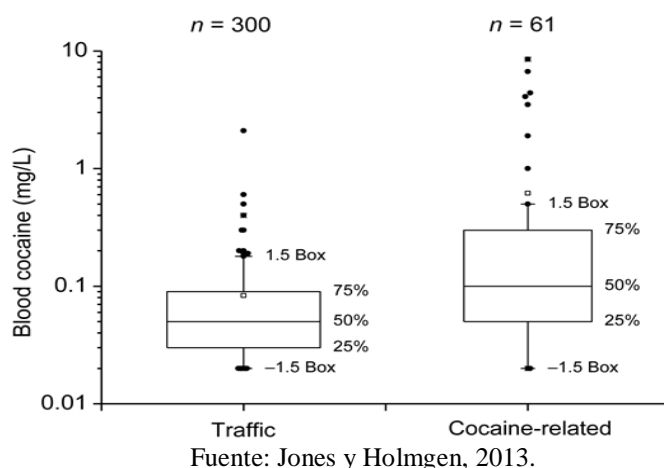 n = 300
n = 61
Blood cocaine (mg/L)
10
1
0.1
0.01
1.5 Box
75%
50%
25%
–1.5 Box
1.5 Box
75%
50%
25%
–1.5 Box
Traffic
Cocaine-related
Fuente: Jones y Holmgen, 2013.